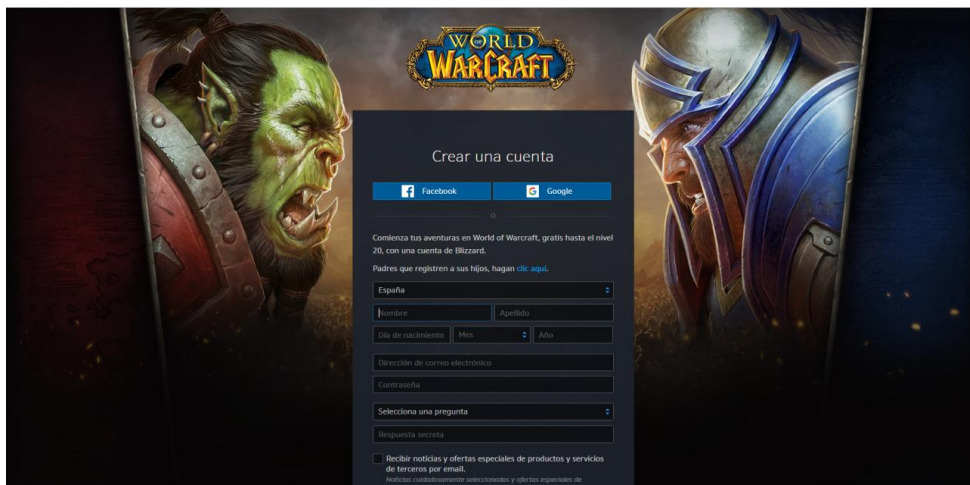 WORLD
OF
WARCRAFT
Crear una cuenta
Facebook
Google
O
Comienza tus aventuras en World of Warcraft, gratis hasta el nivel
20, con una cuenta de Blizzard.
Padres que registren a sus hijos, hagan clic aquí.
España
Nombre Apellido
Día de nacimiento Mes Año
Dirección de correo electrónico
Contraseña
Selecciona una pregunta
Respuesta secreta
Recibir noticias y ofertas especiales de productos y servicios
de terceros por email.
Noticias cuidadosamente seleccionadas y ofertas especiales de